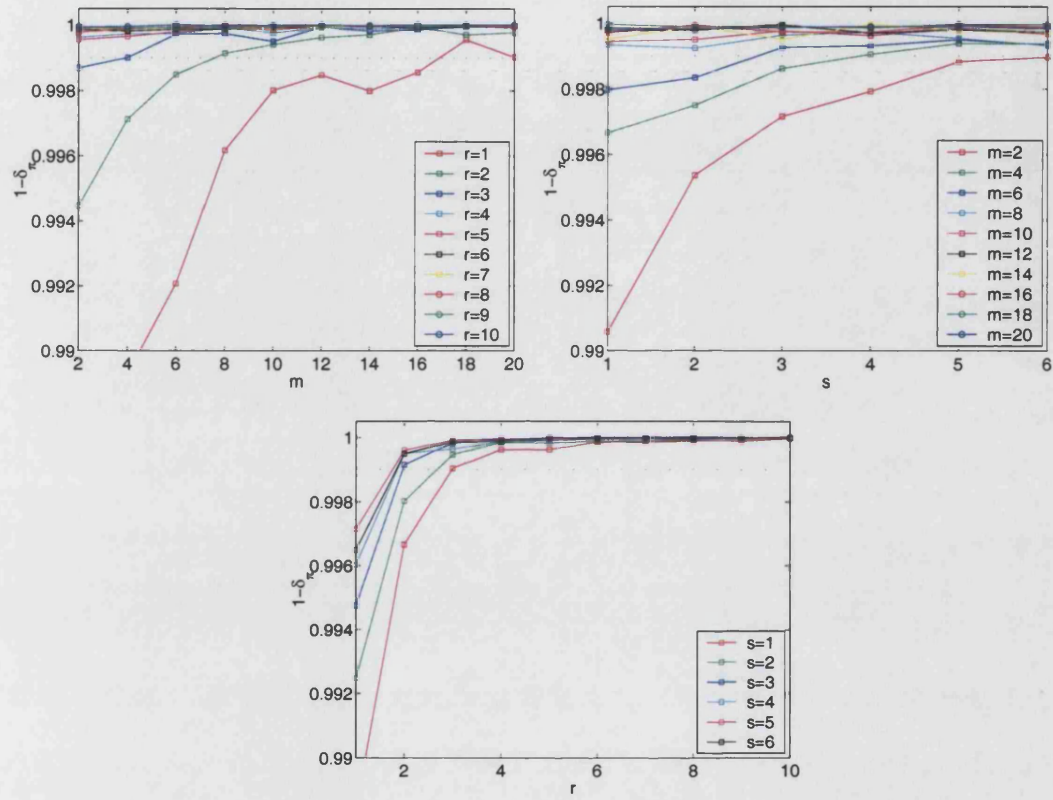 1
0.998
0.996
0.994
0.992
0.99
1-δπ
2 4 6 8 10 12 14 16 18 20
m
r=1
r=2
r=3
r=4
r=5
r=6
r=7
r=8
r=9
r=10
1
0.998
0.996
0.994
0.992
0.99
1-δπ
1 2 3 4 5 6
s
m=2
m=4
m=6
m=8
m=10
m=12
m=14
m=16
m=18
m=20
1
0.998
0.996
0.994
0.992
0.99
1-δπ
2 4 6 8 10
r
s=1
s=2
s=3
s=4
s=5
s=6